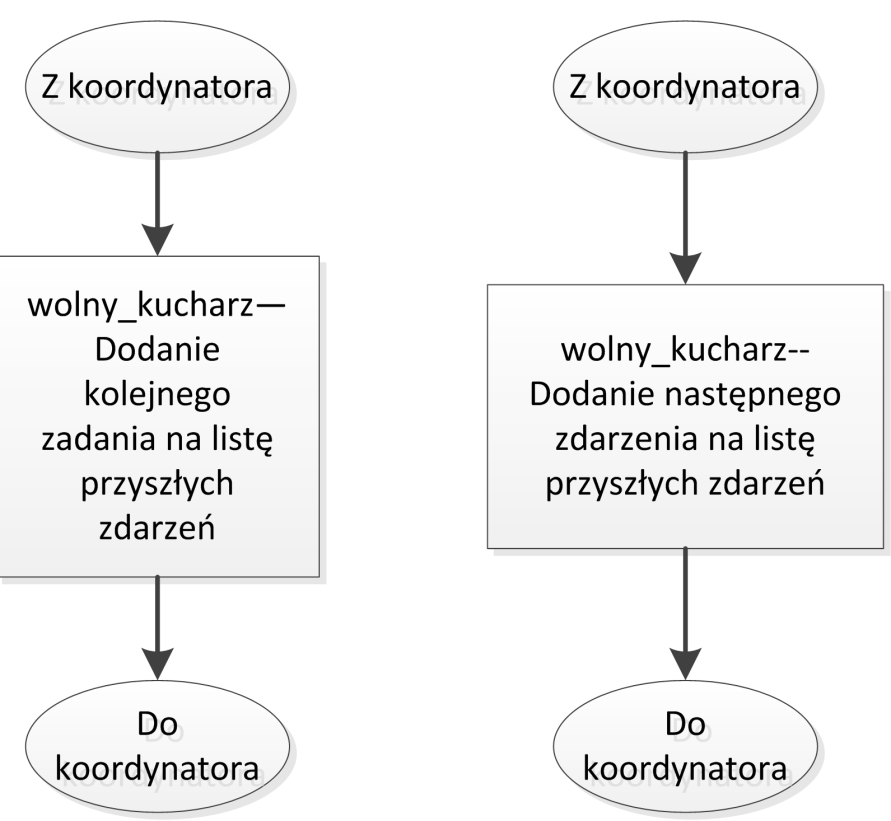 Z koordynatora
wolny_kucharz—
Dodanie
kolejnego
zadania na listę
przyszłych
zdarzeń
Do
koordynatora
Z koordynatora
wolny_kucharz--
Dodanie następnego
zdarzenia na listę
przyszłych zdarzeń
Do
koordynatora